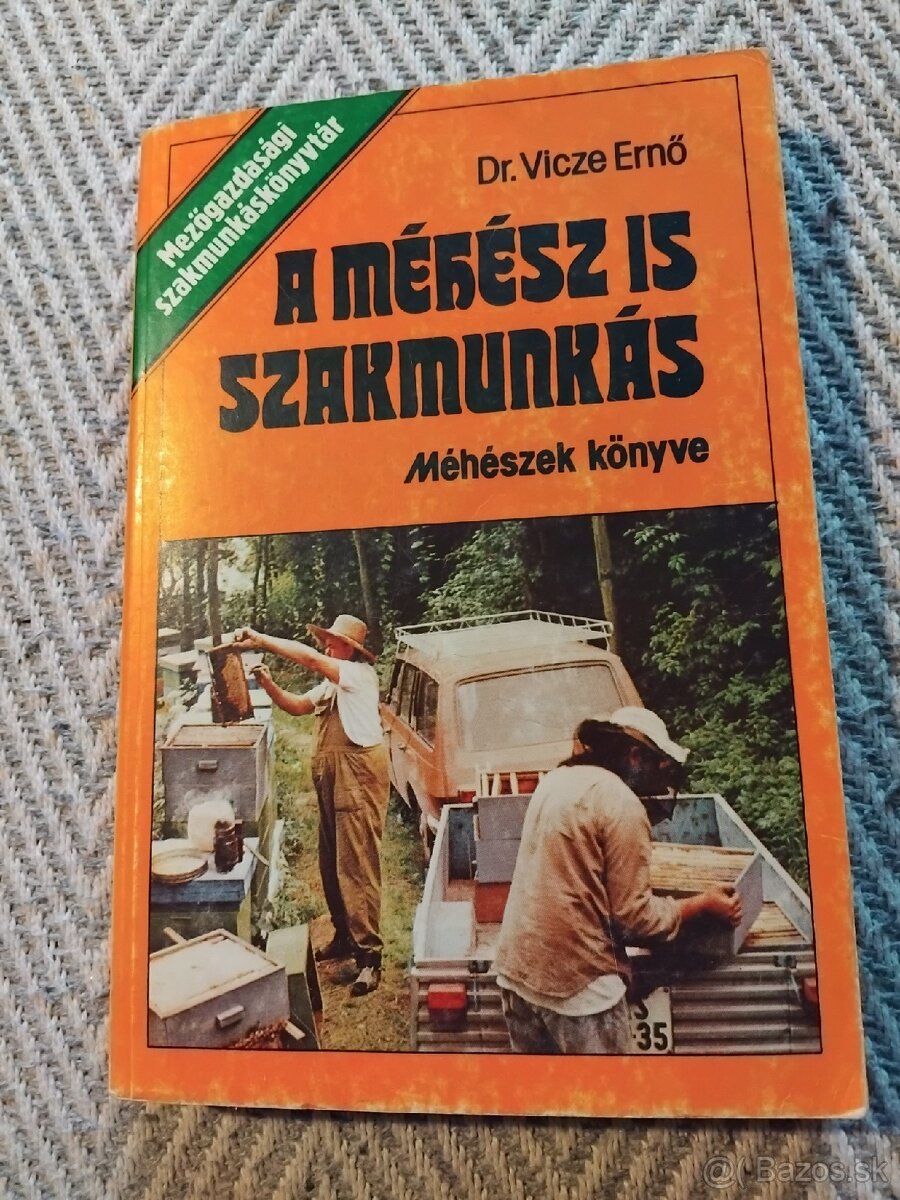 Mezőgazdasági
szakmunkáskönyvtár
Dr. Vicze Ernő
A MÉHÉSZ IS
SZAKMUNKÁS
Méhészek könyve
S
-35
@( Bazos.sk